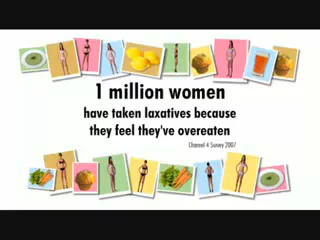 1 million women
have taken laxatives because
they feel they've overeaten
Channel 4 Survey 2007